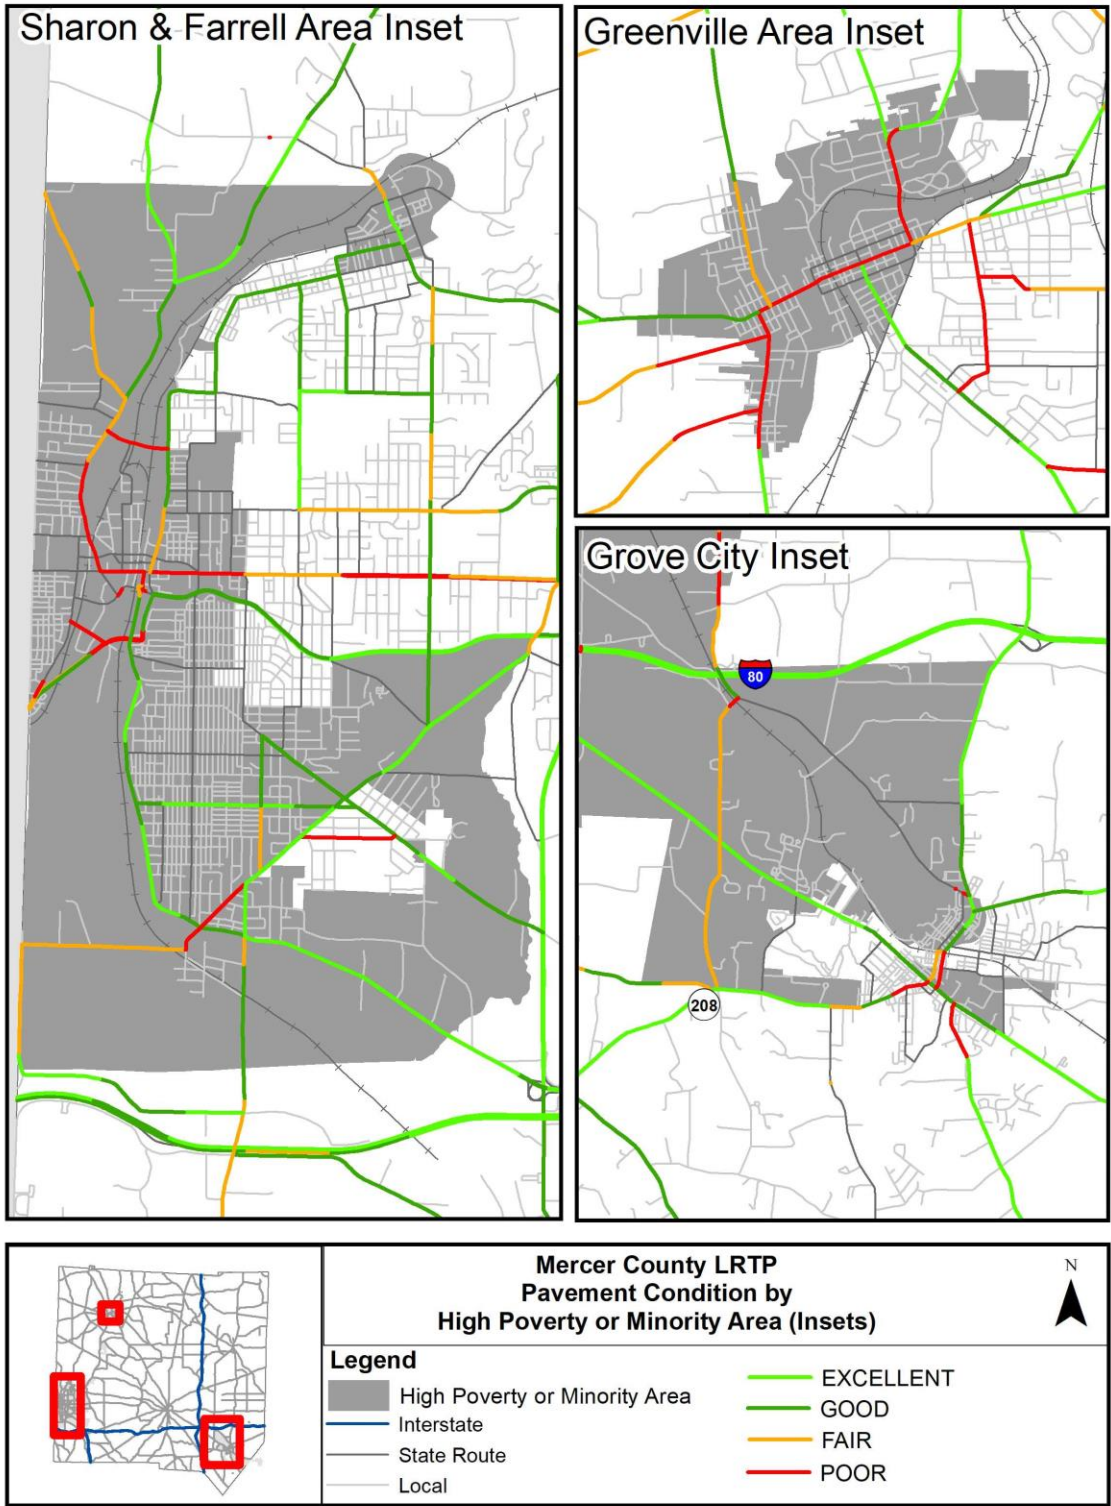 Sharon & Farrell Area Inset
Greenville Area Inset
Grove City Inset
80
208
Mercer County LRTP
Pavement Condition by
High Poverty or Minority Area (Insets)
N
Legend
High Poverty or Minority Area
Interstate
State Route
Local
EXCELLENT
GOOD
FAIR
POOR